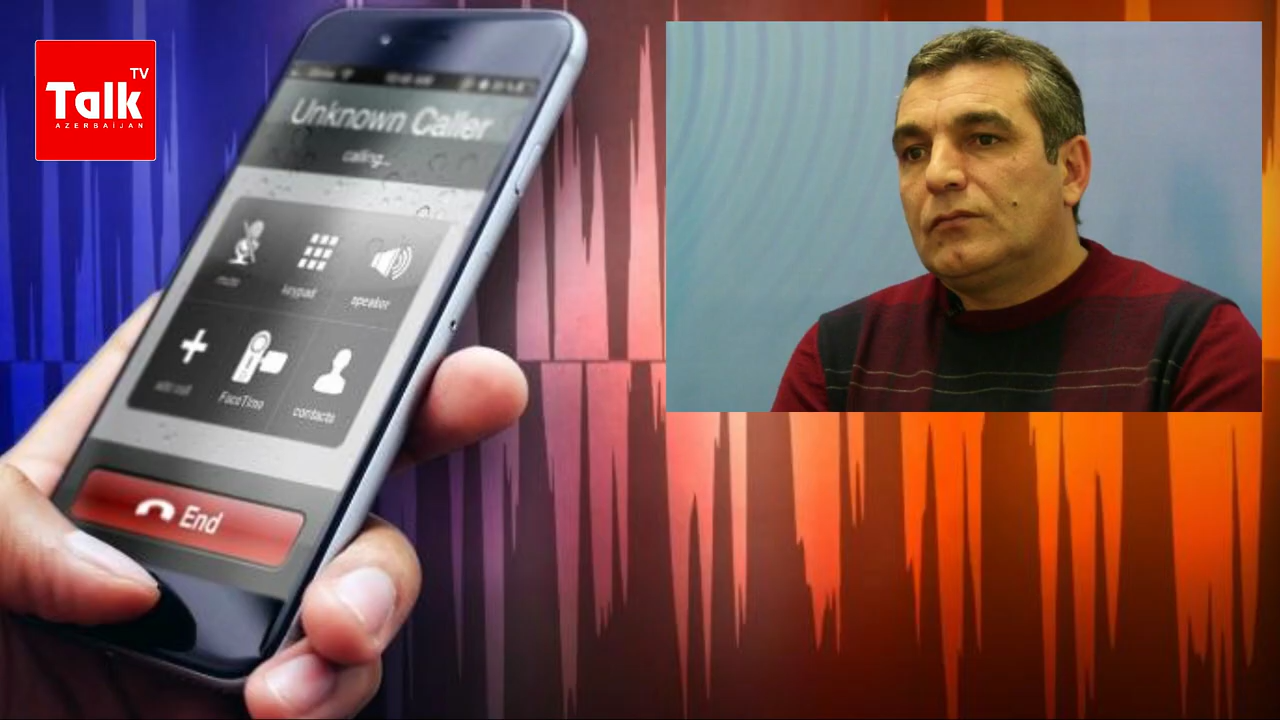 TV
Talk
AZERBAIJAN
Unknown Caller
calling...
mute
keypad
speaker
add call
FaceTime
contacts
End